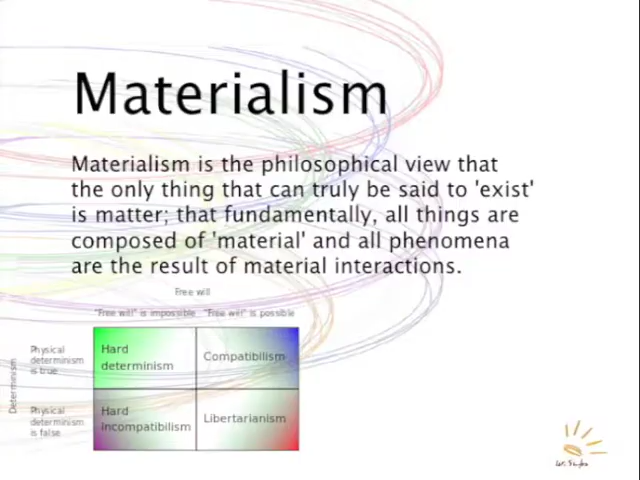 Materialism
Materialism is the philosophical view that
the only thing that can truly be said to 'exist'
is matter; that fundamentally, all things are
composed of 'material' and all phenomena
are the result of material interactions.
Free will
"Free will" is impossible "Free will" is possible
Determinism
Physical
determinism
is true
Hard
determinism
Compatibilism
Physical
determinism
is false
Hard
incompatibilism
Libertarianism